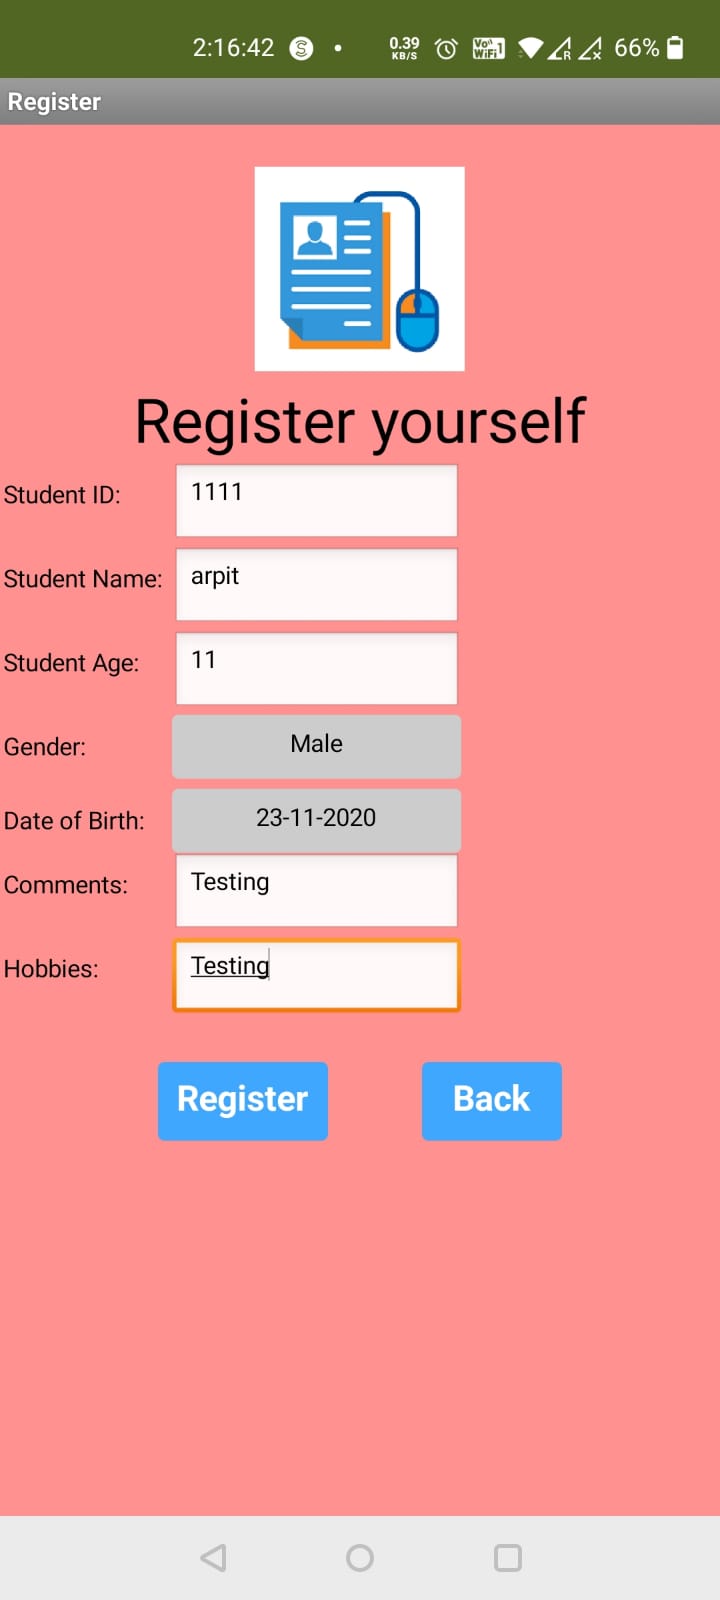 2:16:42 S 0.39 KB/S Vo)) WiFi 1 R x 66%
Register
Register yourself
Student ID: 1111
Student Name: arpit
Student Age: 11
Gender: Male
Date of Birth: 23-11-2020
Comments: Testing
Hobbies: Testing
Register Back